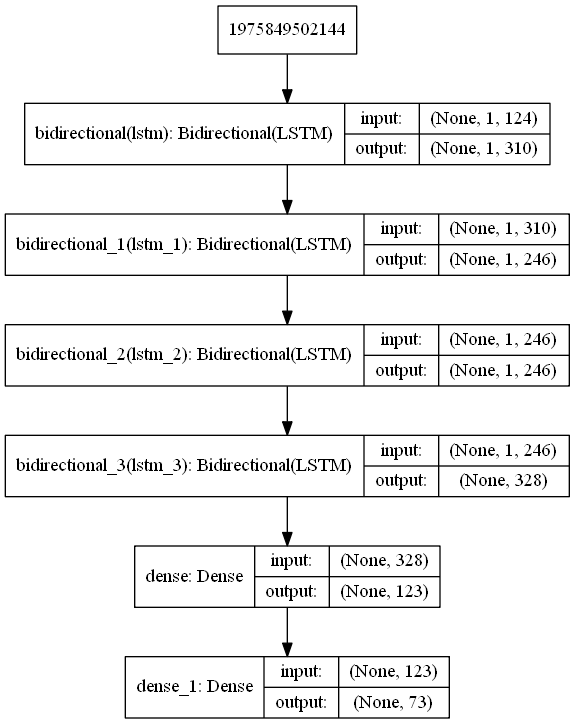 1975849502144
bidirectional(lstm): Bidirectional(LSTM)
input: (None, 1, 124)
output: (None, 1, 310)
bidirectional_1(lstm_1): Bidirectional(LSTM)
input: (None, 1, 310)
output: (None, 1, 246)
bidirectional_2(lstm_2): Bidirectional(LSTM)
input: (None, 1, 246)
output: (None, 1, 246)
bidirectional_3(lstm_3): Bidirectional(LSTM)
input: (None, 1, 246)
output: (None, 328)
dense: Dense
input: (None, 328)
output: (None, 123)
dense_1: Dense
input: (None, 123)
output: (None, 73)